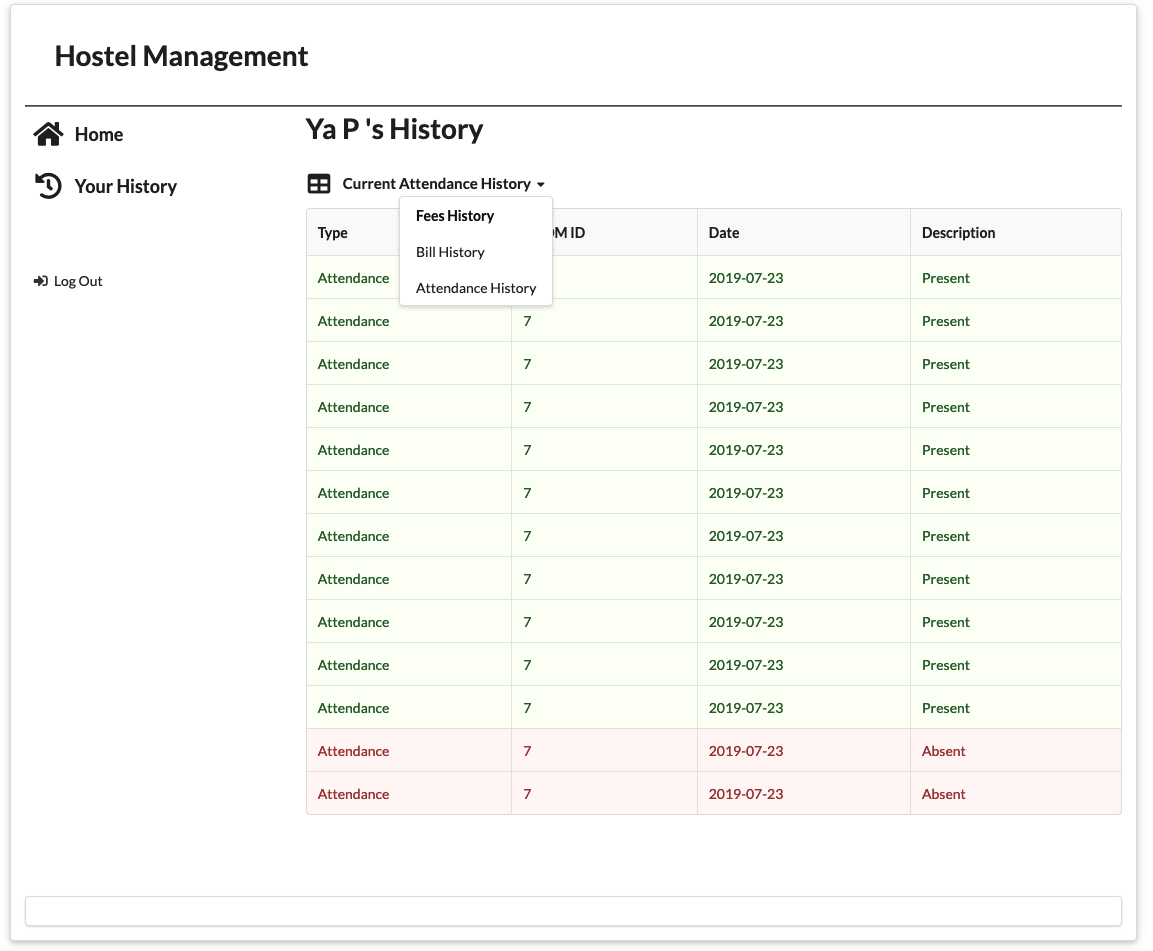 Hostel Management
Home
Your History
Log Out
Ya P 's History
Current Attendance History
Fees History
Bill History
Attendance History
Type ID Date Description
Attendance 2019-07-23 Present
Attendance 7 2019-07-23 Present
Attendance 7 2019-07-23 Present
Attendance 7 2019-07-23 Present
Attendance 7 2019-07-23 Present
Attendance 7 2019-07-23 Present
Attendance 7 2019-07-23 Present
Attendance 7 2019-07-23 Present
Attendance 7 2019-07-23 Present
Attendance 7 2019-07-23 Present
Attendance 7 2019-07-23 Present
Attendance 7 2019-07-23 Absent
Attendance 7 2019-07-23 Absent